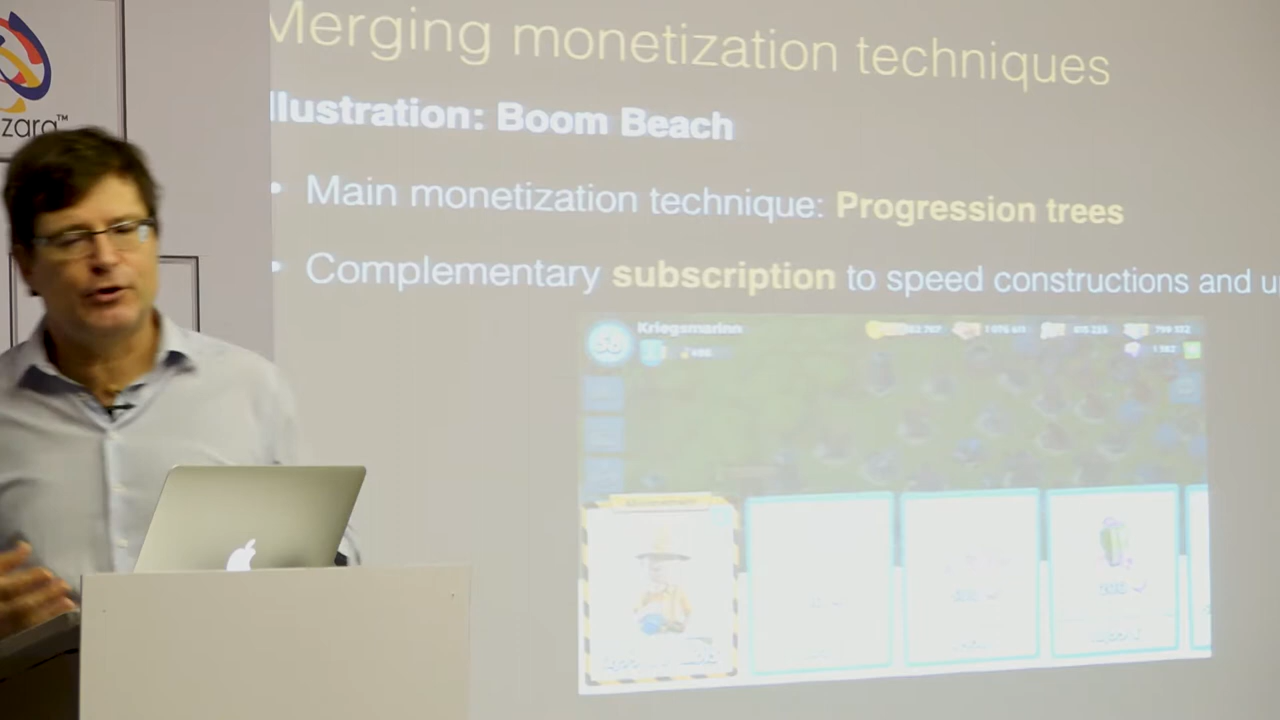 zara™
Merging monetization techniques
llustration: Boom Beach
• Main monetization technique: Progression trees
• Complementary subscription to speed constructions and u
56
Kriegsmarine